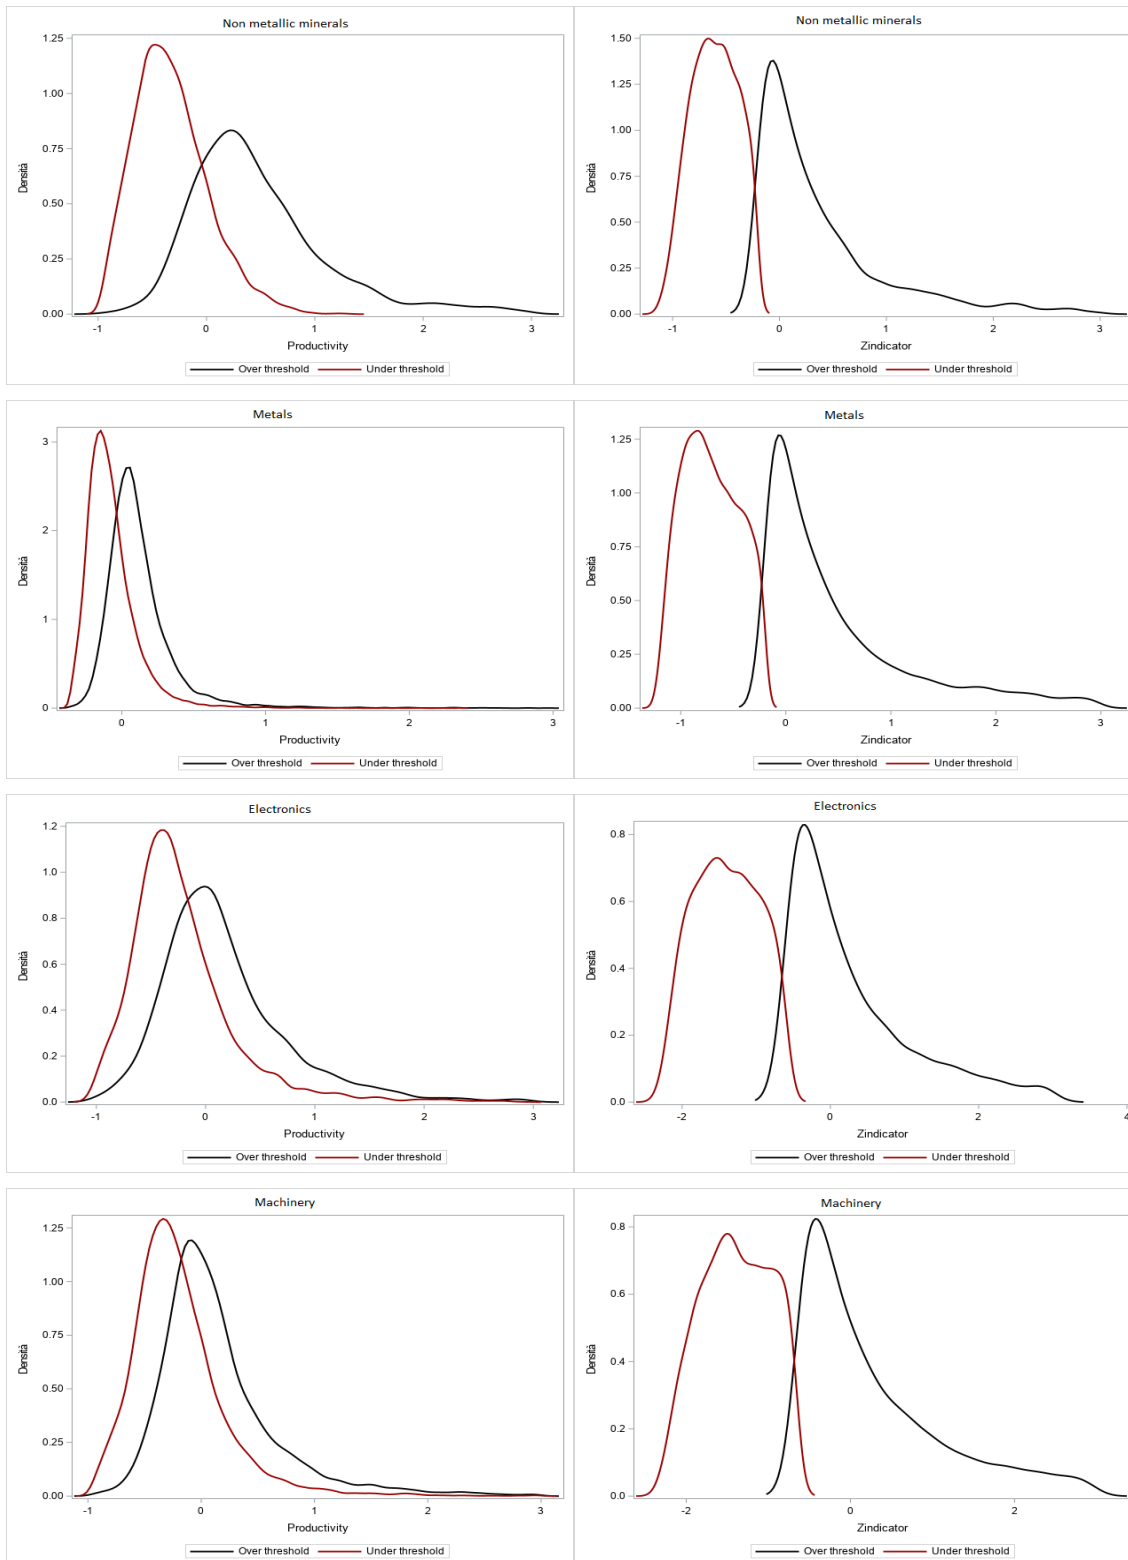 Non metallic minerals
1.25
1.00
0.75
0.50
0.25
0.00
Densità
-1 0 1 2 3
Productivity
Over threshold Under threshold
Non metallic minerals
1.50
1.25
1.00
0.75
0.50
0.25
0.00
Densità
-1 0 1 2 3
Zindicator
Over threshold Under threshold
Metals
3
2
1
0
Densità
0 1 2 3
Productivity
Over threshold Under threshold
Metals
1.25
1.00
0.75
0.50
0.25
0.00
Densità
-1 0 1 2 3
Zindicator
Over threshold Under threshold
Electronics
1.2
1.0
0.8
0.6
0.4
0.2
0.0
Densità
-1 0 1 2 3
Productivity
Over threshold Under threshold
Electronics
0.8
0.6
0.4
0.2
0.0
Densità
-2 0 2 4
Zindicator
Over threshold Under threshold
Machinery
1.25
1.00
0.75
0.50
0.25
0.00
Densità
-1 0 1 2 3
Productivity
Over threshold Under threshold
Machinery
0.8
0.6
0.4
0.2
0.0
Densità
-2 0 2
Zindicator
Over threshold Under threshold